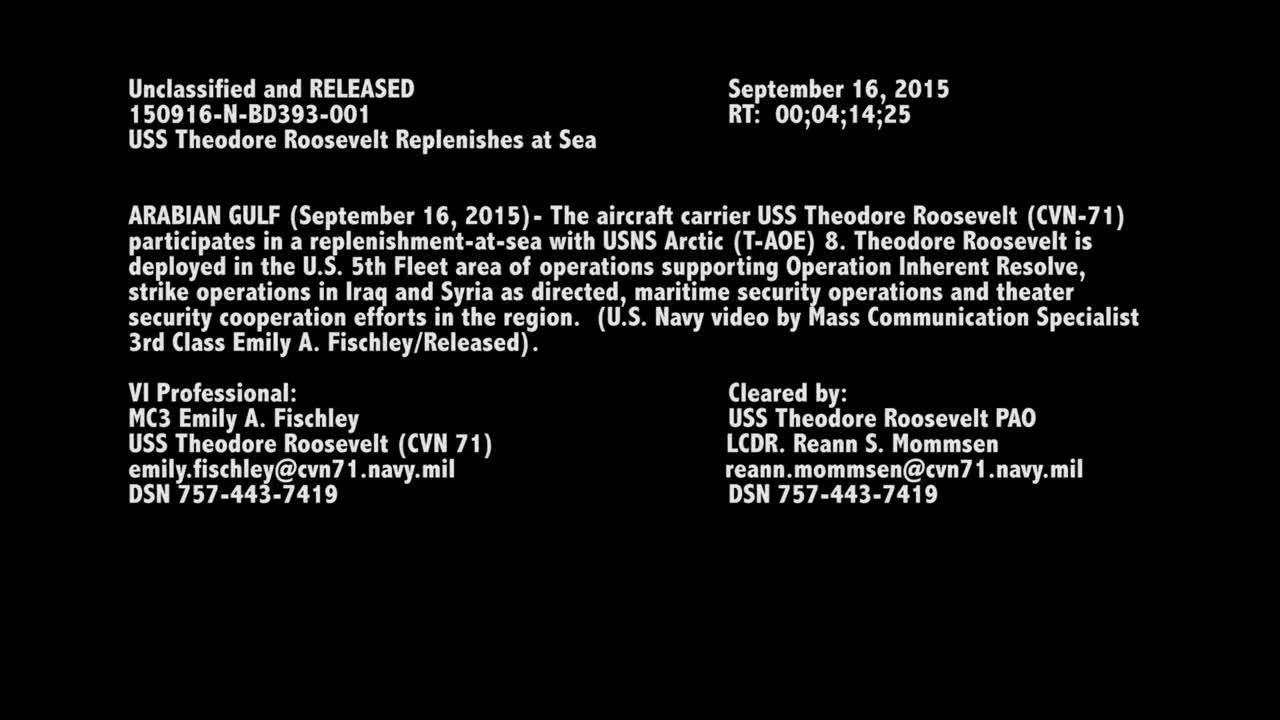 Unclassified and RELEASED
September 16, 2015
150916-N-BD393-001
RT: 00;04;14;25
USS Theodore Roosevelt Replenishes at Sea
ARABIAN GULF (September 16, 2015)- The aircraft carrier USS Theodore Roosevelt (CVN-71)
participates in a replenishment-at-sea with USNS Arctic (T-AOE) 8. Theodore Roosevelt is
deployed in the U.S. 5th Fleet area of operations supporting Operation Inherent Resolve,
strike operations in Iraq and Syria as directed, maritime security operations and theater
security cooperation efforts in the region. (U.S. Navy video by Mass Communication Specialist
3rd Class Emily A. Fischley/Released).
VI Professional:
MC3 Emily A. Fischley
USS Theodore Roosevelt (CVN 71)
emily.fischley@cvn71.navy.mil
DSN 757-443-7419
Cleared by:
USS Theodore Roosevelt PAO
LCDR. Reann S. Mommsen
reann.mommsen@cvn71.navy.mil
DSN 757-443-7419